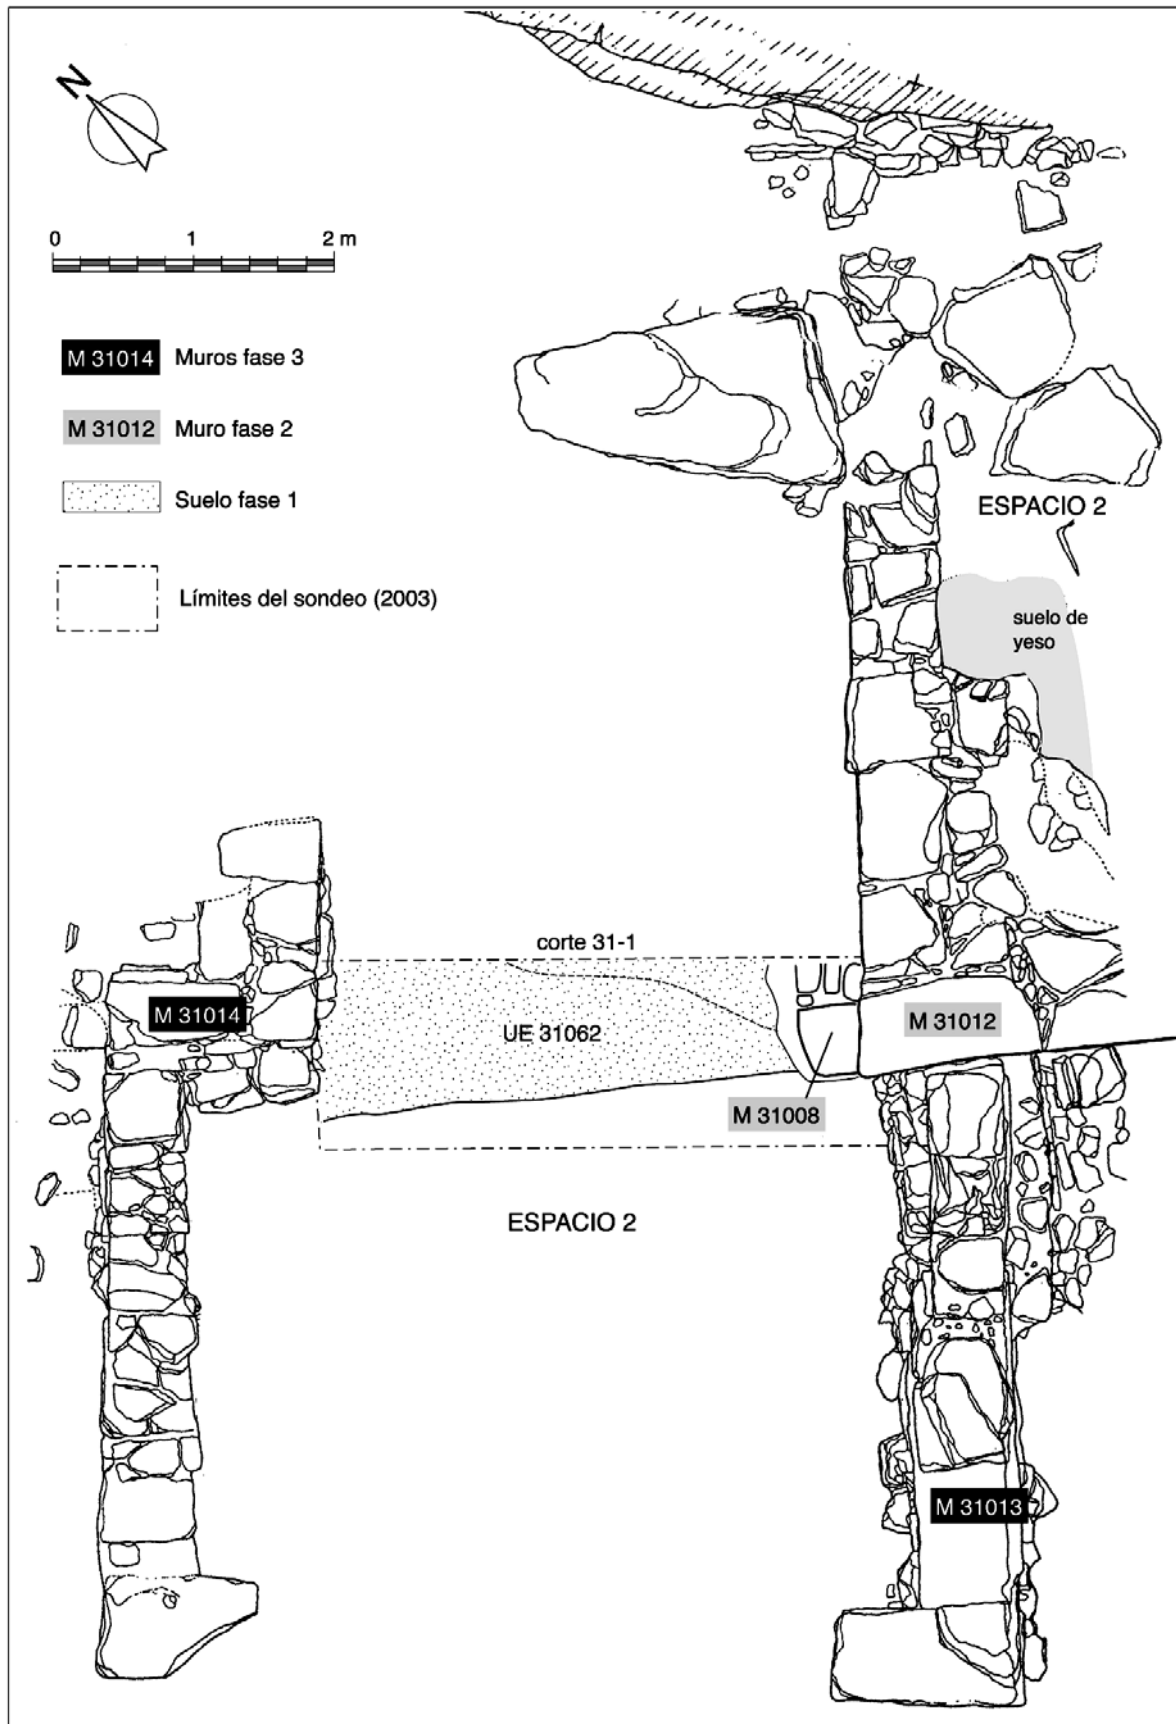 N
0 1 2 m
M 31014 Muros fase 3
M 31012 Muro fase 2
Suelo fase 1
Límites del sondeo (2003)
ESPACIO 2
suelo de
yeso
corte 31-1
M 31014
UE 31062
M 31012
M 31008
ESPACIO 2
M 31013